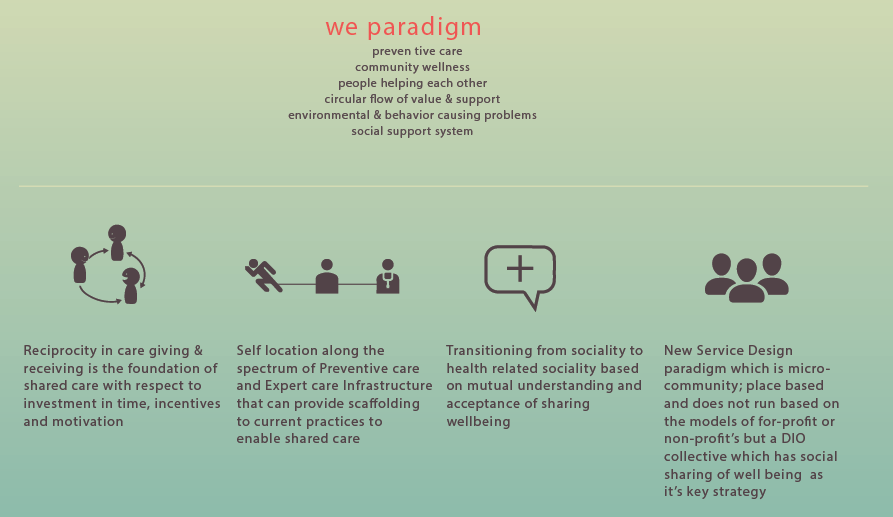 we paradigm
preven tive care
community wellness
people helping each other
circular flow of value & support
environmental & behavior causing problems
social support system
Reciprocity in care giving &
receiving is the foundation of
shared care with respect to
investment in time, incentives
and motivation
Self location along the
spectrum of Preventive care
and Expert care Infrastructure
that can provide scaffolding
to current practices to
enable shared care
Transitioning from sociality to
health related sociality based
on mutual understanding and
acceptance of sharing
wellbeing
New Service Design
paradigm which is micro-
community; place based
and does not run based on
the models of for-profit or
non-profit's but a DIO
collective which has social
sharing of well being  as
it's key strategy